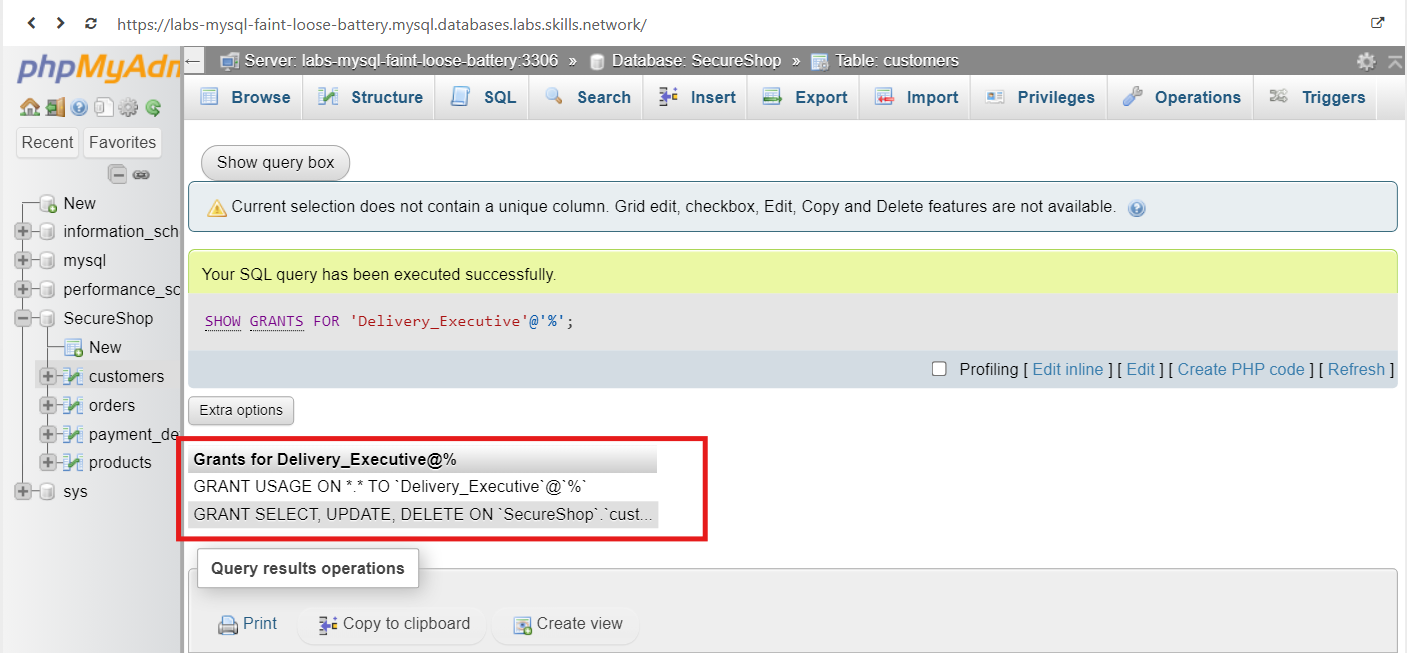 https://labs-mysql-faint-loose-battery.mysql.databases.labs.skills.network/
phpMyAdm
Server: labs-mysql-faint-loose-battery:3306 » Database: SecureShop » Table: customers
Browse Structure SQL Search Insert Export Import Privileges Operations Triggers
Recent Favorites
New
information_sch
mysql
performance_sc
SecureShop
New
customers
orders
payment_de
products
sys
Show query box
Current selection does not contain a unique column. Grid edit, checkbox, Edit, Copy and Delete features are not available.
Your SQL query has been executed successfully.
SHOW GRANTS FOR 'Delivery_Executive'@'%';
Profiling [ Edit inline ] [ Edit ] [ Create PHP code ] [ Refresh ]
Extra options
Grants for Delivery_Executive@%
GRANT USAGE ON *.* TO `Delivery_Executive`@`%`
GRANT SELECT, UPDATE, DELETE ON `SecureShop`.`cust...
Query results operations
Print Copy to clipboard Create view